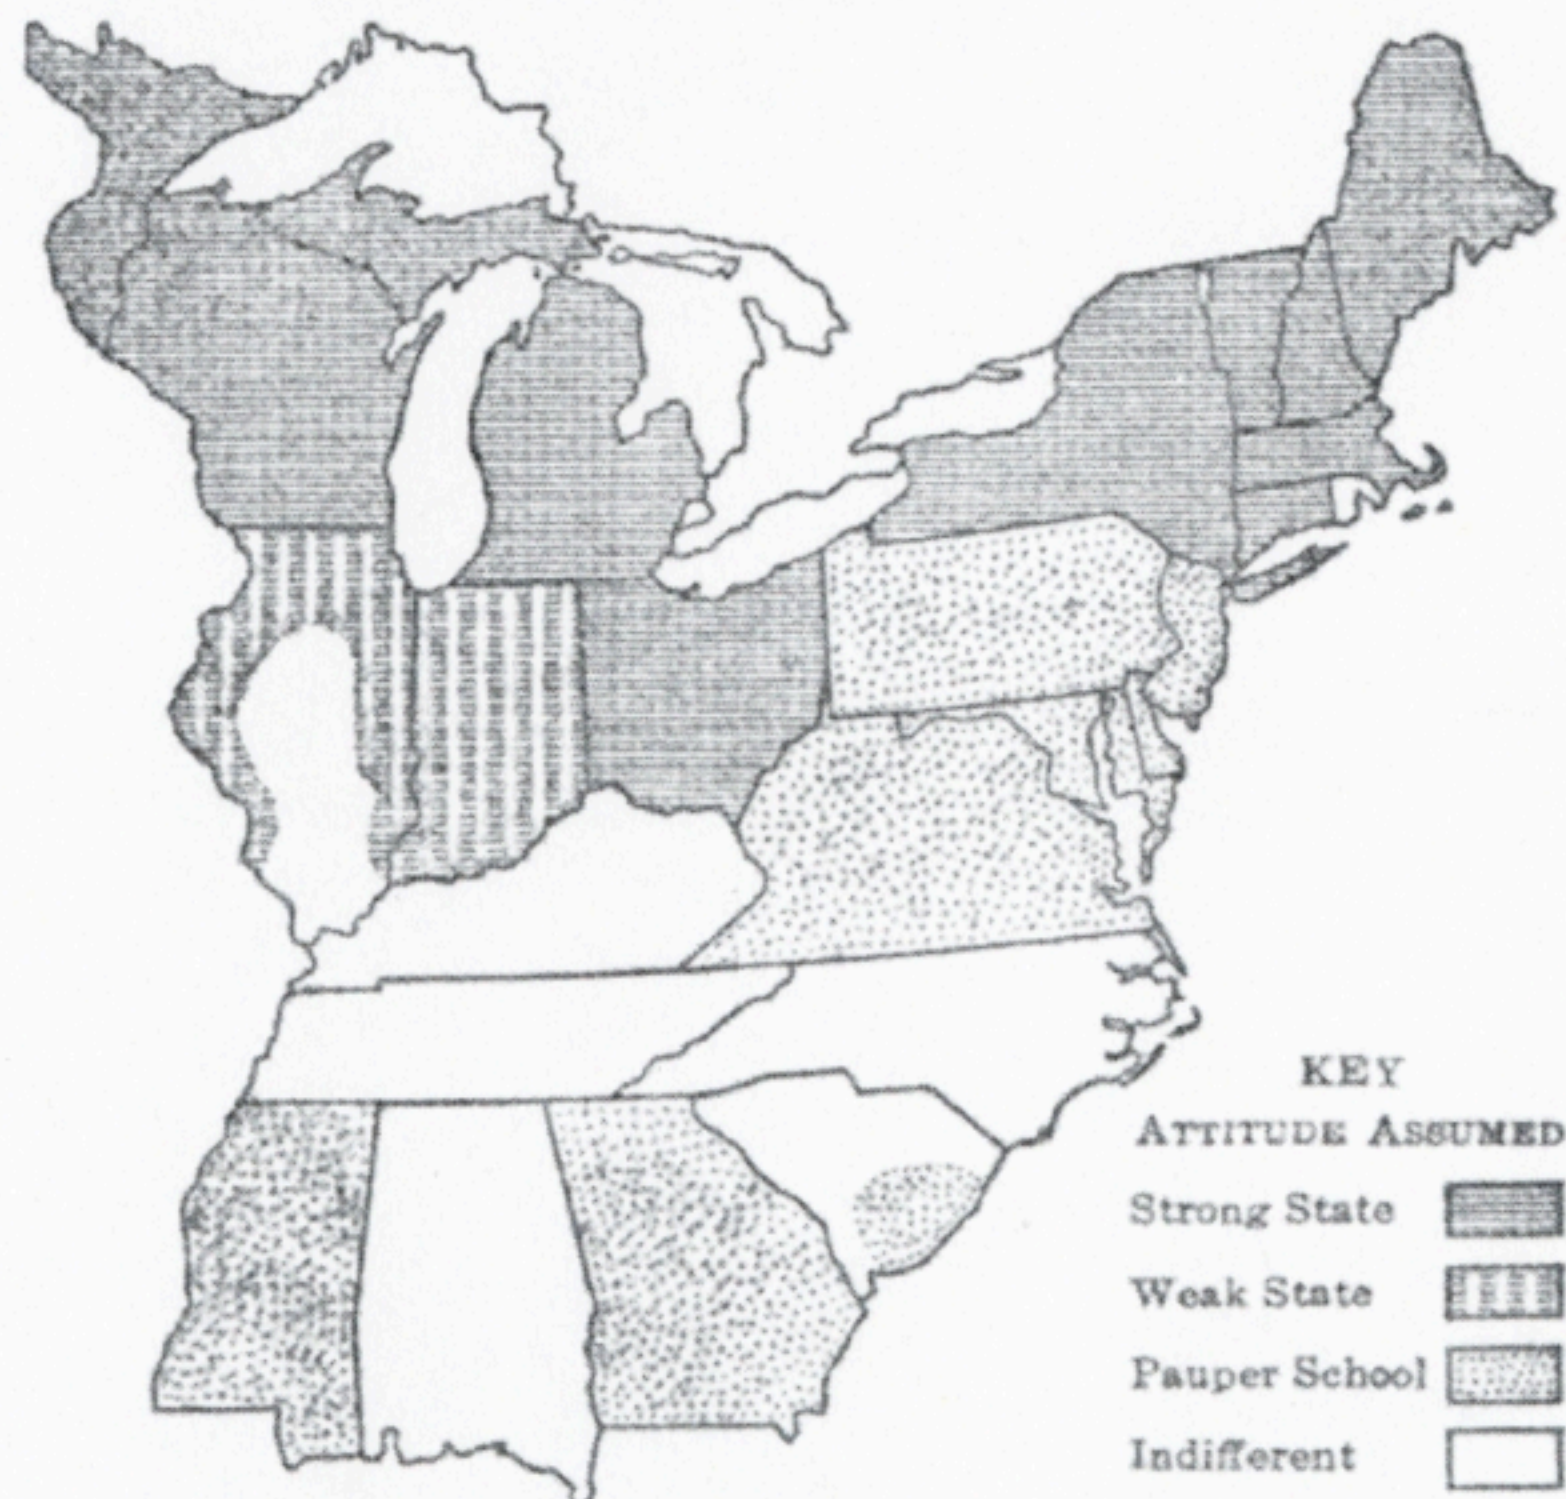 KEY
ATTITUDE ASSUMED
Strong State
Weak State
Pauper School
Indifferent